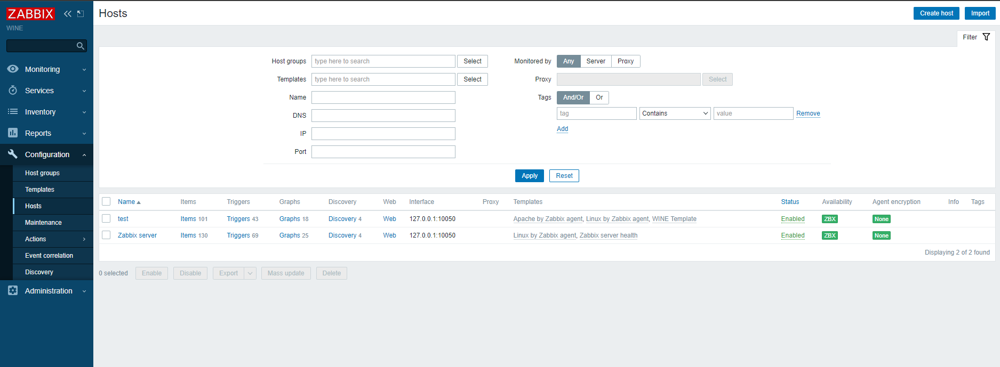 ZABBIX
WINE
Monitoring
Services
Inventory
Reports
Configuration
Host groups
Templates
Hosts
Maintenance
Actions
Event correlation
Discovery
Administration
Hosts
Create host Import
Filter
Host groups type here to search Select
Templates type here to search Select
Name
DNS
IP
Port
Monitored by Any Server Proxy
Proxy Select
Tags And/Or Or
tag Contains value Remove
Add
Apply Reset
Name Items Triggers Graphs Discovery Web Interface Proxy Templates Status Availability Agent encryption Info Tags
test Items 101 Triggers 43 Graphs 18 Discovery 4 Web 127.0.0.1:10050 Apache by Zabbix agent, Linux by Zabbix agent, WINE Template Enabled ZBX None
Zabbix server Items 130 Triggers 69 Graphs 25 Discovery 4 Web 127.0.0.1:10050 Linux by Zabbix agent, Zabbix server health Enabled ZBX None
Displaying 2 of 2 found
0 selected Enable Disable Export Mass update Delete